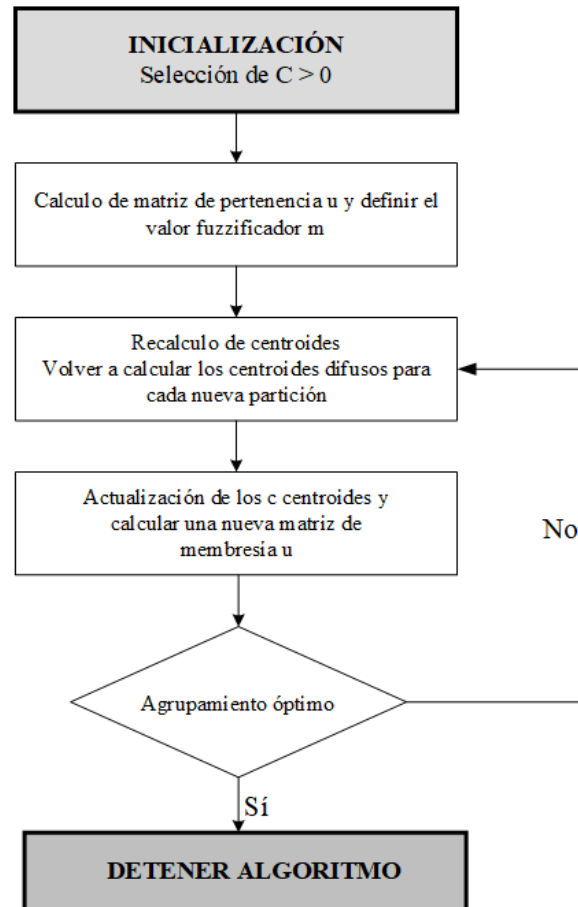 INICIALIZACIÓN
Selección de C > 0
Calculo de matriz de pertenencia u y definir el
valor fuzzificador m
Recalculo de centroides
Volver a calcular los centroides difusos para
cada nueva partición
Actualización de los c centroides y
calcular una nueva matriz de
membresía u
No
Agrupamiento óptimo
Sí
DETENER ALGORITMO